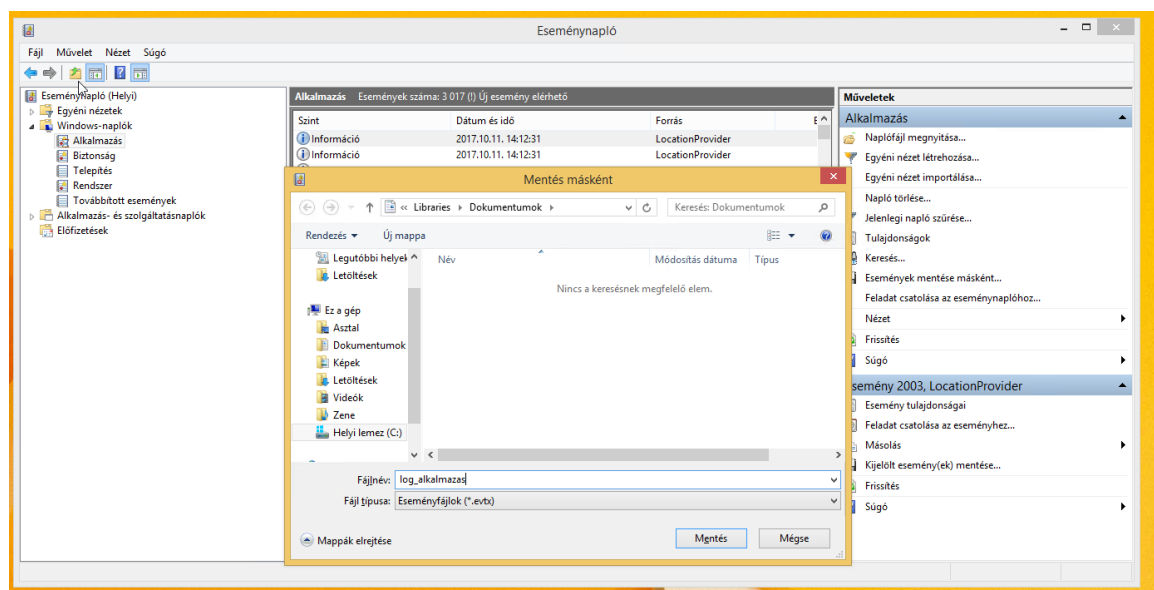 Eseménynapló
Fájl Művelet Nézet Súgó
Eseménynapló (Helyi)
Egyéni nézetek
Windows-naplók
Alkalmazás
Biztonság
Telepítés
Rendszer
Továbbított események
Alkalmazás- és szolgáltatásnaplók
Előfizetések
Alkalmazás Események száma: 3 017 (!) Új esemény elérhető
Szint Dátum és idő Forrás
Információ 2017.10.11. 14:12:31 LocationProvider
Információ 2017.10.11. 14:12:31 LocationProvider
Mentés másként
« Libraries Dokumentumok
Keresés: Dokumentumok
Rendezés Új mappa
Legutóbbi helyek
Letöltések
Ez a gép
Asztal
Dokumentumok
Képek
Letöltések
Videók
Zene
Helyi lemez (C:)
Név Módosítás dátuma Típus
Nincs a keresésnek megfelelő elem.
Fájlnév: log_alkalmazas
Fájl típusa: Eseményfájlok (*.evtx)
Mappák elrejtése
Mentés Mégse
Műveletek
Alkalmazás
Naplófájl megnyitása...
Egyéni nézet létrehozása...
Egyéni nézet importálása...
Napló törlése...
Jelenlegi napló szűrése...
Tulajdonságok
Keresés...
Események mentése másként...
Feladat csatolása az eseménynaplóhoz...
Nézet
Frissítés
Súgó
semény 2003, LocationProvider
Esemény tulajdonságai
Feladat csatolása az eseményhez...
Másolás
Kijelölt esemény(ek) mentése...
Frissítés
Súgó